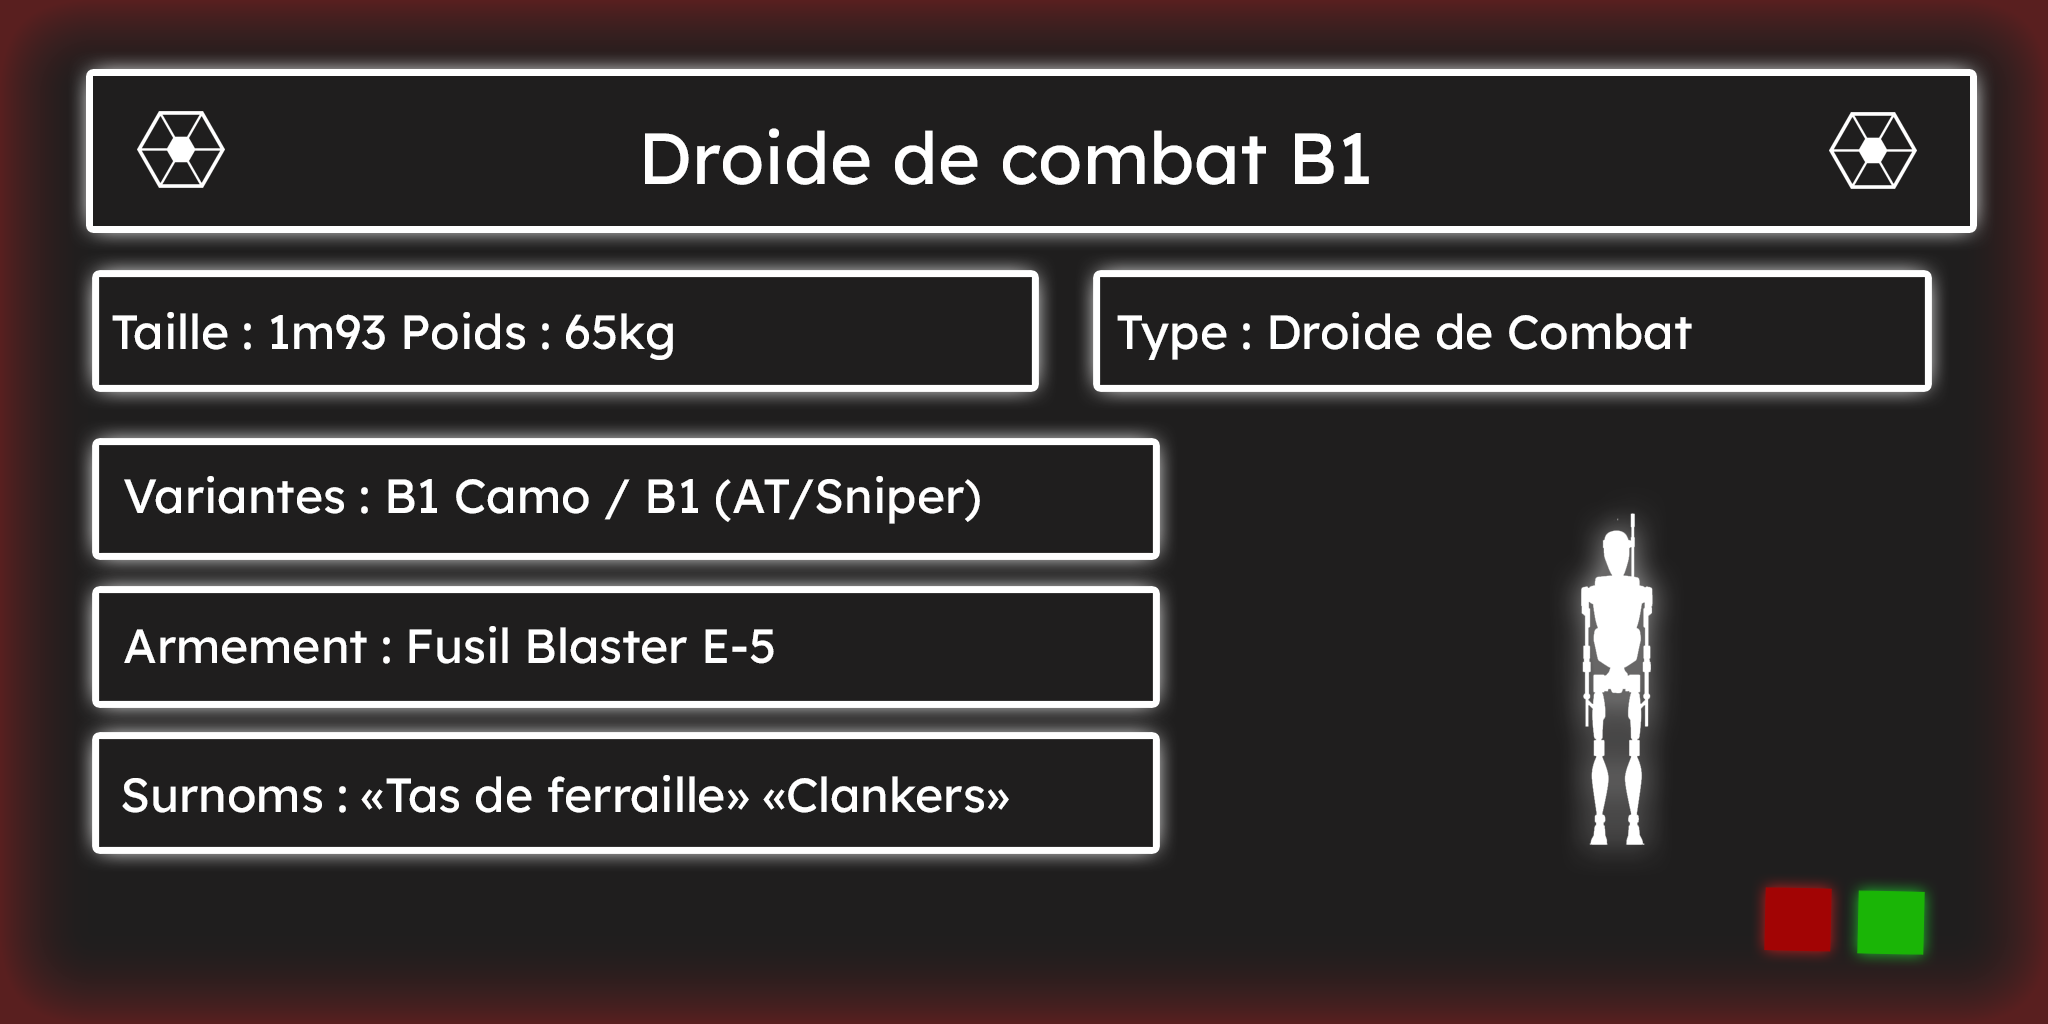 Droide de combat B1
Taille : 1m93 Poids : 65kg
Type : Droide de Combat
Variantes : B1 Camo / B1 (AT/Sniper)
Armement : Fusil Blaster E-5
Surnoms : «Tas de ferraille» «Clankers»